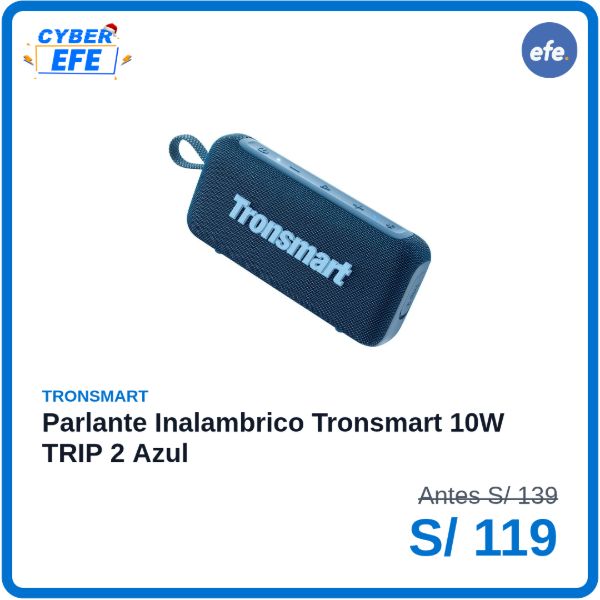 CYBER
EFE
efe.
Tronsmart
TRONSMART
Parlante Inalambrico Tronsmart 10W
TRIP 2 Azul
Antes S/ 139
S/ 119